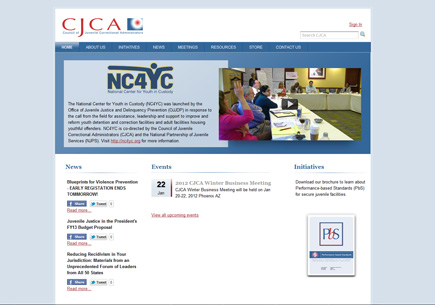 CJCA
Council of Juvenile Correctional Administrators
Sign In
Search CJCA
HOME ABOUT US INITIATIVES NEWS MEETINGS RESOURCES STORE CONTACT US
NC4YC
National Center for Youth in Custody
The National Center for Youth in Custody (NC4YC) was launched by the
Office of Juvenile Justice and Delinquency Prevention (OJJDP) in response to
the call from the field for assistance, leadership and support to improve and
reform youth detention and correction facilities and adult facilities housing
youthful offenders. NC4YC is co-directed by the Council of Juvenile
Correctional Administrators (CJCA) and the National Partnership of Juvenile
Services (NJPS). Visit http://nc4yc.org for more information
News
Blueprints for Violence Prevention
- EARLY REGISTRATION ENDS
TOMORROW!
Share Tweet
Read more...
Juvenile Justice in the President's
FY13 Budget Proposal
Share Tweet
Read more...
Reducing Recidivism in Your
Jurisdiction: Materials from an
Unprecedented Forum of Leaders
from All 50 States
Share Tweet
Read more...
Events
22
Jan
2012 CJCA Winter Business Meeting
CJCA Winter Business Meeting will be held on Jan
20-22, 2012 Phoenix AZ
View all upcoming events
Initiatives
Download our brochure to learn about
Performance-based Standards (PbS)
for secure juvenile facilities.
PbS